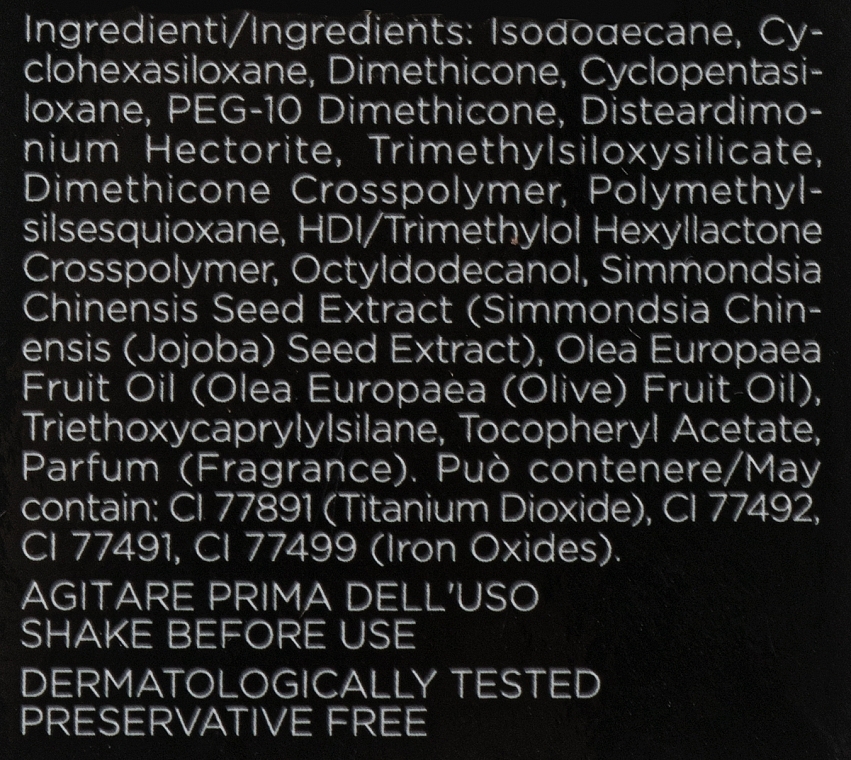 Ingredienti/Ingredients: Isododecane, Cy-
clohexasiloxane, Dimethicone, Cyclopentasi-
loxane, PEG-10 Dimethicone, Disteardimo-
nium Hectorite, Trimethylsiloxysilicate,
Dimethicone Crosspolymer, Polymethyl-
silsesquioxane, HDI/Trimethylol Hexyllactone
Crosspolymer, Octyldodecanol, Simmondsia
Chinensis Seed Extract (Simmondsia Chin-
ensis (Jojoba) Seed Extract), Olea Europaea
Fruit Oil (Olea Europaea (Olive) Fruit Oil),
Triethoxycaprylylsilane, Tocopheryl Acetate,
Parfum (Fragrance). Può contenere/May
contain: CI 77891 (Titanium Dioxide), CI 77492,
CI 77491, CI 77499 (Iron Oxides).
AGITARE PRIMA DELL'USO
SHAKE BEFORE USE
DERMATOLOGICALLY TESTED
PRESERVATIVE FREE